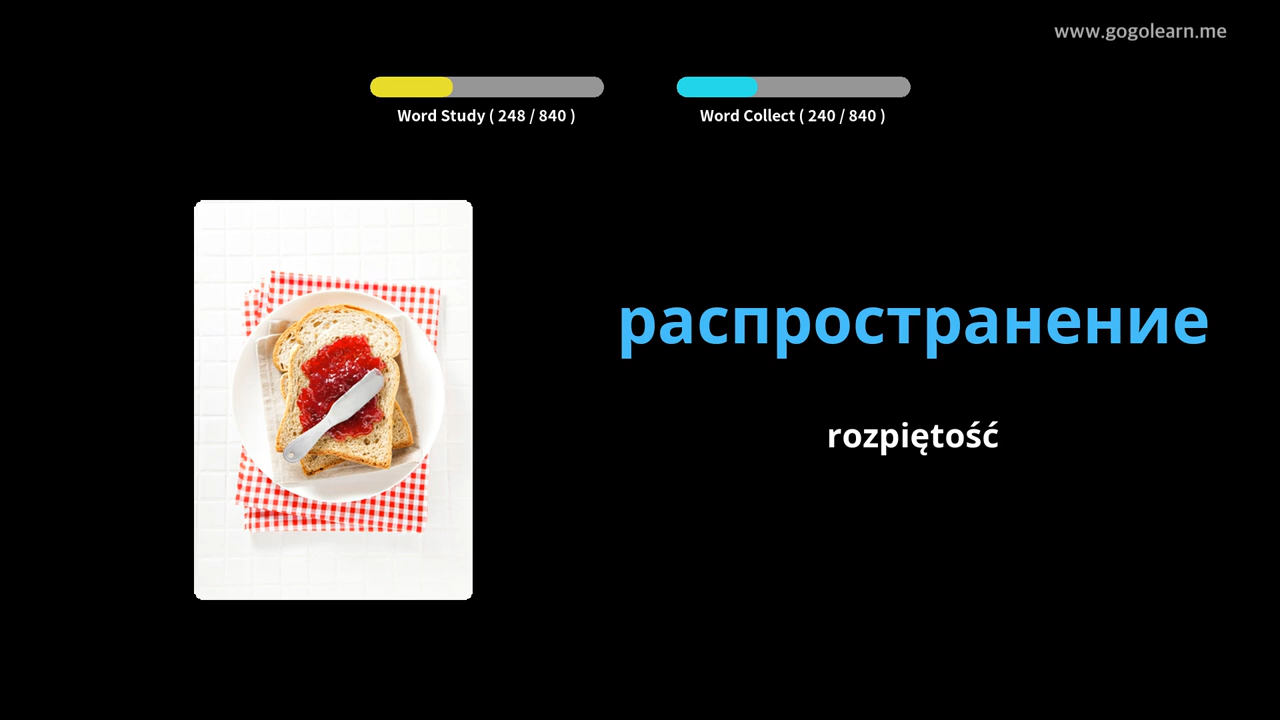 www.gogolearn.me
Word Study ( 248 / 840 )
Word Collect ( 240 / 840 )
распространение
rozpiętość